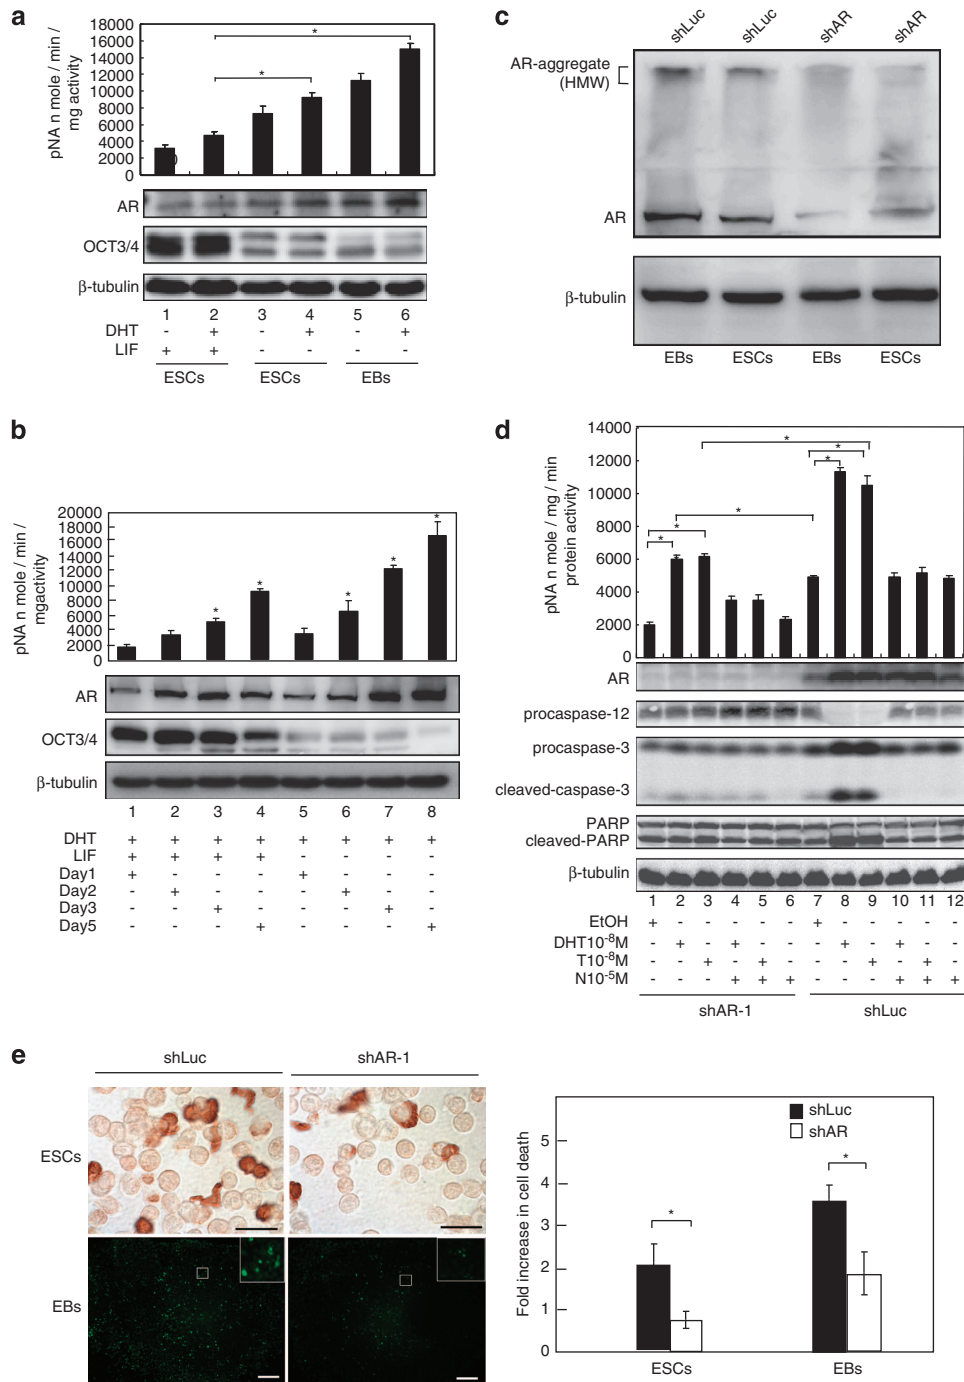 a
pNA n mole / min /
mg activity
18000
16000
14000
12000
10000
8000
6000
4000
2000
0
*
*
AR
OCT3/4
β-tubulin
1 2 3 4 5 6
DHT - + - + - +
LIF + + - - - -
ESCs ESCs EBs
b
pNA n mole / min /
mgactivity
20000
18000
16000
14000
12000
10000
8000
6000
4000
2000
0
* * * * *
AR
OCT3/4
β-tubulin
1 2 3 4 5 6 7 8
DHT + + + + + + + +
LIF + + + + - - - -
Day1 + - - - + - - -
Day2 - + - - - + - -
Day3 - - + - - - + -
Day5 - - - + - - - +
c
shLuc shLuc shAR shAR
AR-aggregate
(HMW)
AR
β-tubulin
EBs ESCs EBs ESCs
d
pNA n mole / mg / min
protein activity
14000
12000
10000
8000
6000
4000
2000
0
* * * * * *
AR
procaspase-12
procaspase-3
cleaved-caspase-3
PARP
cleaved-PARP
β-tubulin
1 2 3 4 5 6 7 8 9 10 11 12
EtOH + - - - - - + - - - - -
DHT10⁻⁸M - + - + - - - + - + - -
T10⁻⁸M - - + - + - - - + - + -
N10⁻⁵M - - - + + + - - - + + +
shAR-1 shLuc
e
shLuc shAR-1
ESCs
EBs
Fold increase in cell death
5
4
3
2
1
0
shLuc
shAR
* *
ESCs EBs